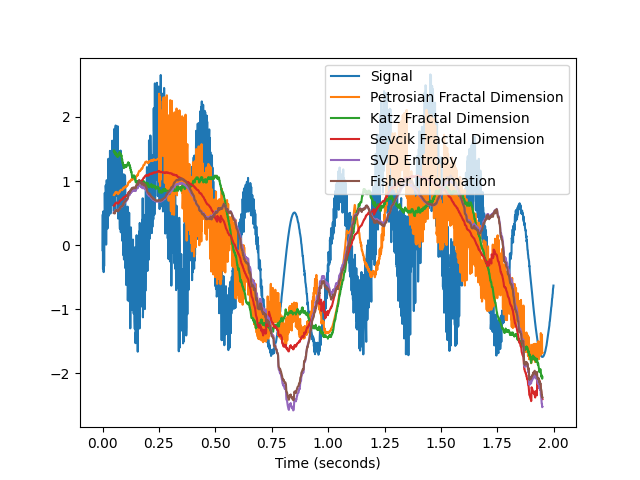 Signal
Petrosian Fractal Dimension
Katz Fractal Dimension
Sevcik Fractal Dimension
SVD Entropy
Fisher Information
2
1
0
−1
−2
0.00 0.25 0.50 0.75 1.00 1.25 1.50 1.75 2.00
Time (seconds)